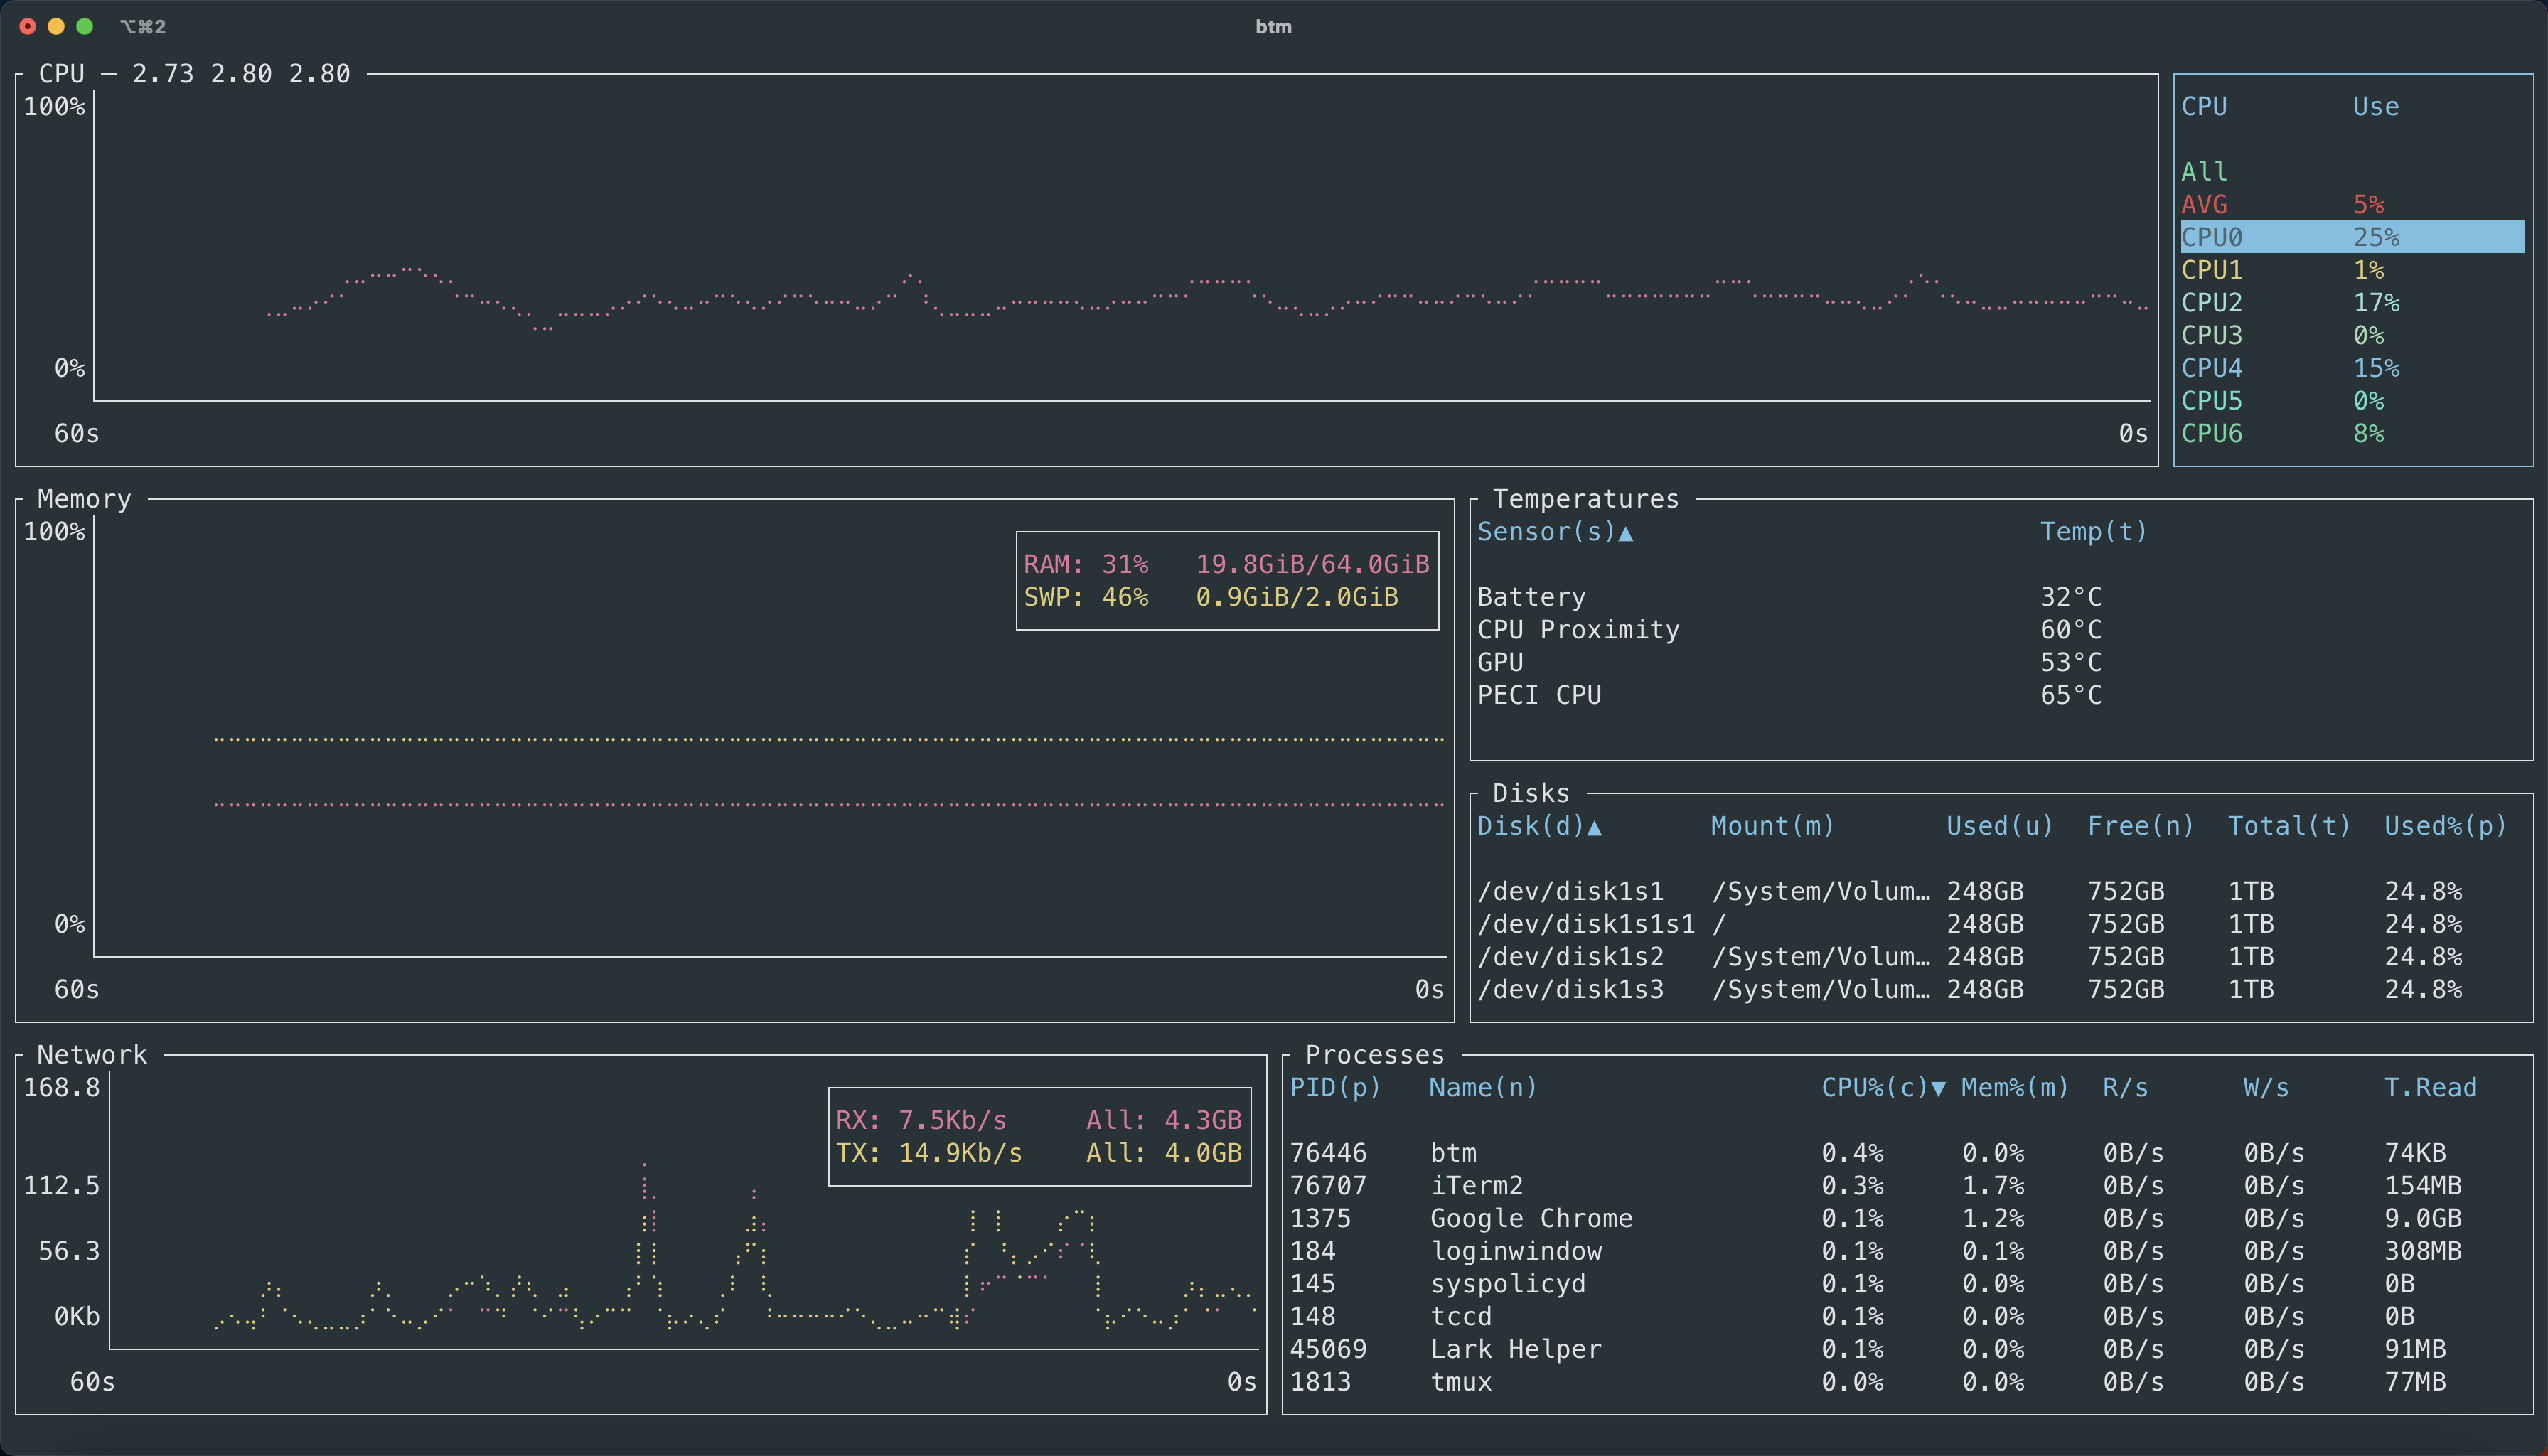 ⌥⌘2 btm
CPU — 2.73 2.80 2.80
100%
0%
60s 0s
CPU Use
All
AVG 5%
CPU0 25%
CPU1 1%
CPU2 17%
CPU3 0%
CPU4 15%
CPU5 0%
CPU6 8%
Memory
100%
RAM: 31% 19.8GiB/64.0GiB
SWP: 46% 0.9GiB/2.0GiB
0%
60s 0s
Temperatures
Sensor(s)▲ Temp(t)
Battery 32°C
CPU Proximity 60°C
GPU 53°C
PECI CPU 65°C
Disks
Disk(d)▲ Mount(m) Used(u) Free(n) Total(t) Used%(p)
/dev/disk1s1 /System/Volum… 248GB 752GB 1TB 24.8%
/dev/disk1s1s1 / 248GB 752GB 1TB 24.8%
/dev/disk1s2 /System/Volum… 248GB 752GB 1TB 24.8%
/dev/disk1s3 /System/Volum… 248GB 752GB 1TB 24.8%
Network
168.8
RX: 7.5Kb/s All: 4.3GB
TX: 14.9Kb/s All: 4.0GB
112.5
56.3
0Kb
60s 0s
Processes
PID(p) Name(n) CPU%(c)▼ Mem%(m) R/s W/s T.Read
76446 btm 0.4% 0.0% 0B/s 0B/s 74KB
76707 iTerm2 0.3% 1.7% 0B/s 0B/s 154MB
1375 Google Chrome 0.1% 1.2% 0B/s 0B/s 9.0GB
184 loginwindow 0.1% 0.1% 0B/s 0B/s 308MB
145 syspolicyd 0.1% 0.0% 0B/s 0B/s 0B
148 tccd 0.1% 0.0% 0B/s 0B/s 0B
45069 Lark Helper 0.1% 0.0% 0B/s 0B/s 91MB
1813 tmux 0.0% 0.0% 0B/s 0B/s 77MB